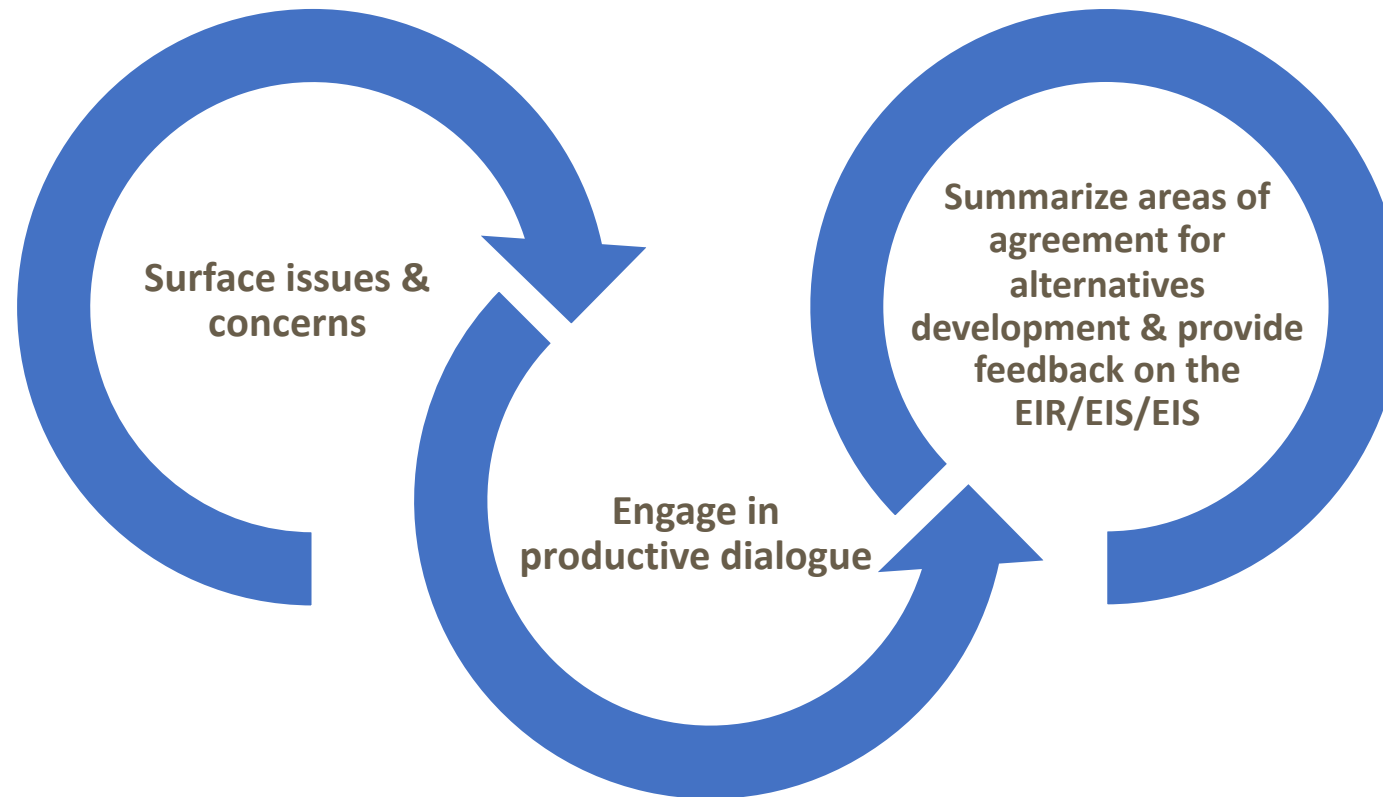 Surface issues &
concerns
Engage in
productive dialogue
Summarize areas of
agreement for
alternatives
development & provide
feedback on the
EIR/EIS/EIS